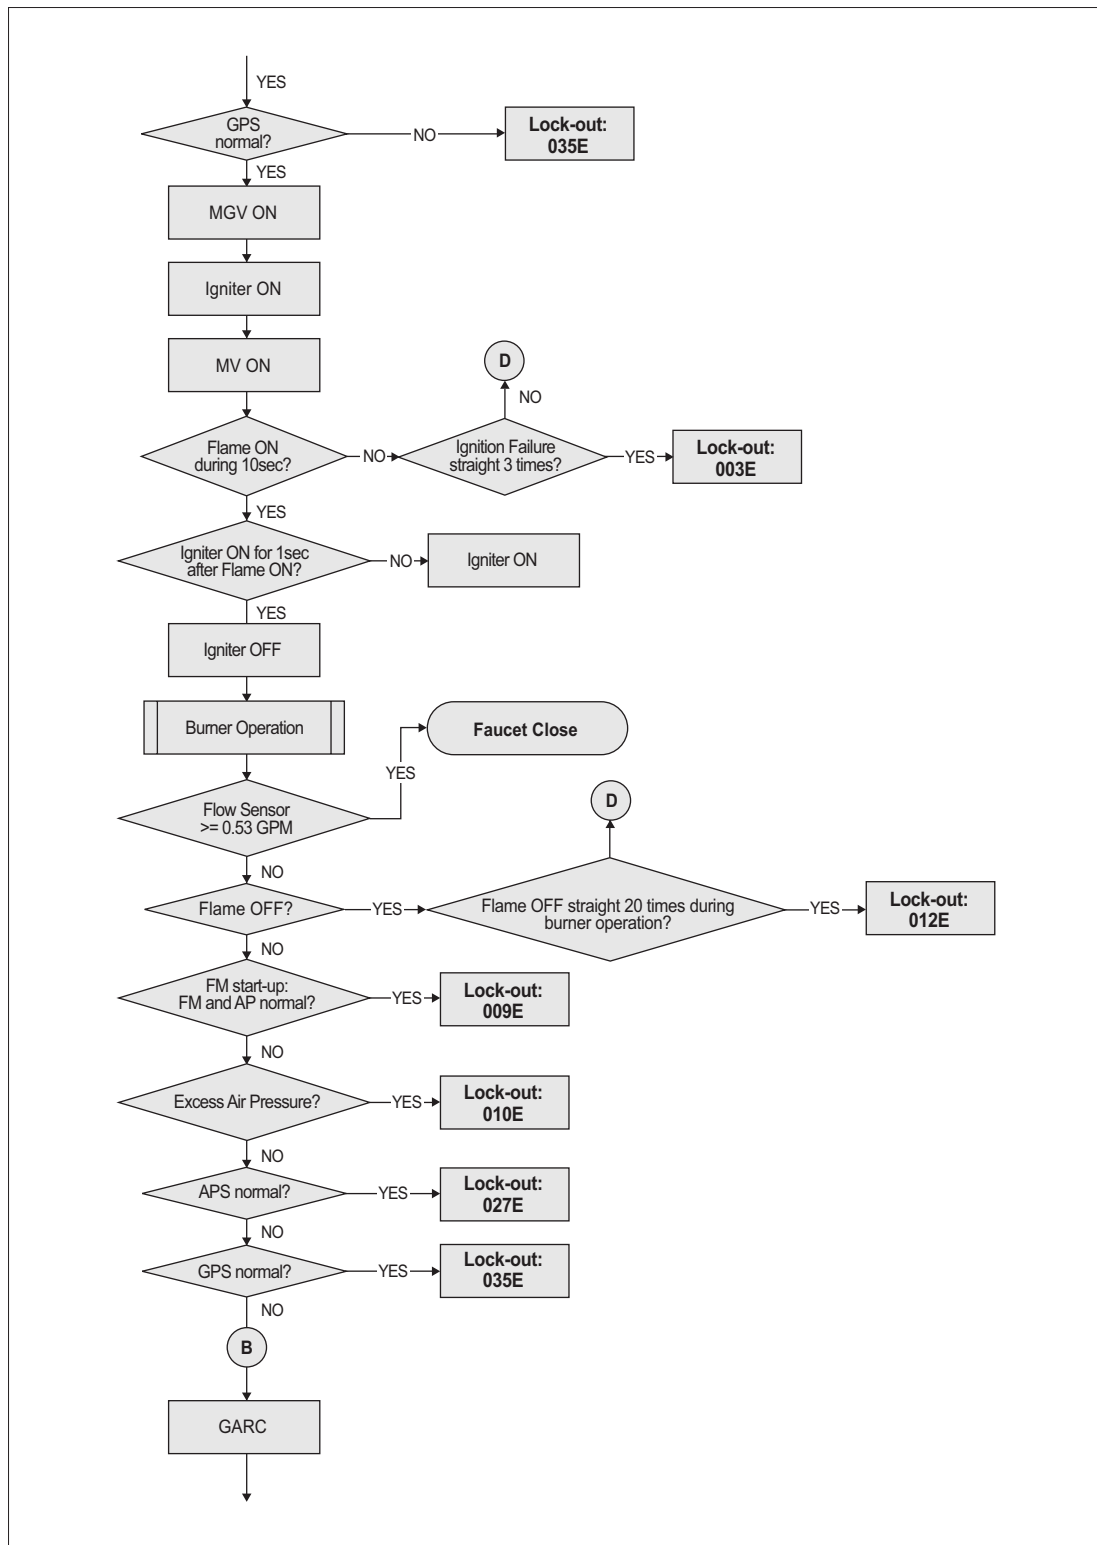 YES
GPS
normal?
NO
Lock-out:
035E
YES
MGV ON
Igniter ON
MV ON
D
NO
Flame ON
during 10sec?
NO
Ignition Failure
straight 3 times?
YES
Lock-out:
003E
YES
Igniter ON for 1sec
after Flame ON?
NO
Igniter ON
YES
Igniter OFF
Burner Operation
Faucet Close
YES
Flow Sensor
>= 0.53 GPM
D
NO
Flame OFF?
YES
Flame OFF straight 20 times during
burner operation?
YES
Lock-out:
012E
NO
FM start-up:
FM and AP normal?
YES
Lock-out:
009E
NO
Excess Air Pressure?
YES
Lock-out:
010E
NO
APS normal?
YES
Lock-out:
027E
NO
GPS normal?
YES
Lock-out:
035E
NO
B
GARC